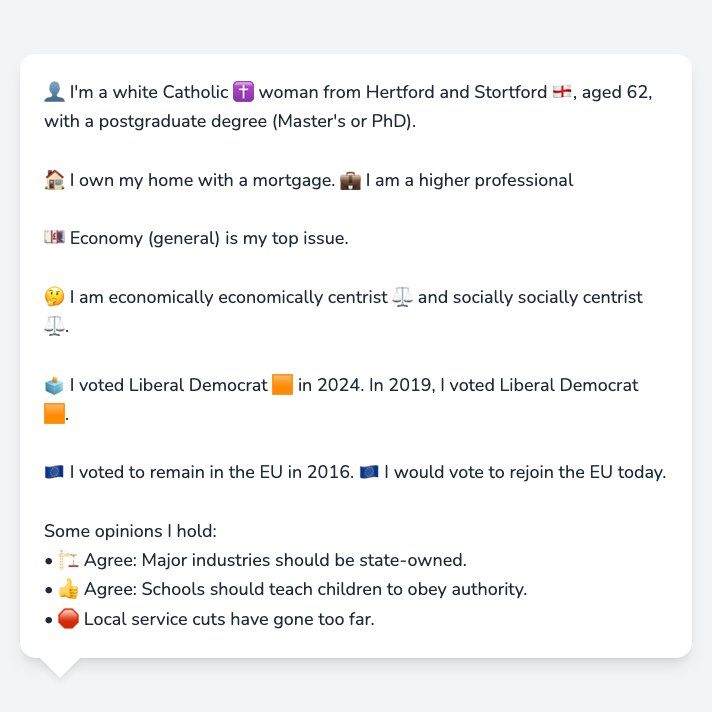 👤 I'm a white Catholic ✝️ woman from Hertford and Stortford 🏴󠁧󠁢󠁥󠁮󠁧󠁿, aged 62,
with a postgraduate degree (Master's or PhD).
🏠 I own my home with a mortgage. 💼 I am a higher professional
💷 Economy (general) is my top issue.
🤔 I am economically economically centrist ⚖️ and socially socially centrist
⚖️.
🗳️ I voted Liberal Democrat 🟧 in 2024. In 2019, I voted Liberal Democrat
🟧.
🇪🇺 I voted to remain in the EU in 2016. 🇪🇺 I would vote to rejoin the EU today.
Some opinions I hold:
• 🏗️ Agree: Major industries should be state-owned.
• 👍 Agree: Schools should teach children to obey authority.
• 🛑 Local service cuts have gone too far.